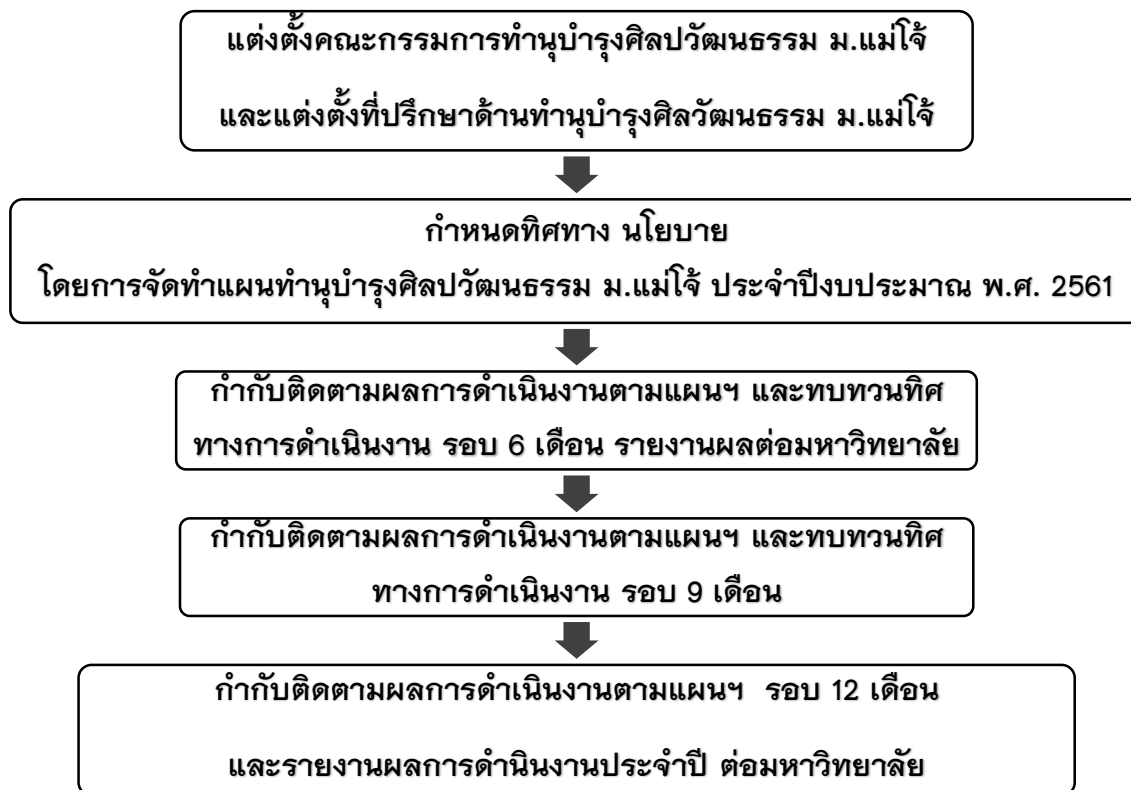 แต่งตั้งคณะกรรมการทำนุบำรุงศิลปวัฒนธรรม ม.แม่โจ้
และแต่งตั้งที่ปรึกษาด้านทำนุบำรุงศิลวัฒนธรรม ม.แม่โจ้
กำหนดทิศทาง นโยบาย
โดยการจัดทำแผนทำนุบำรุงศิลปวัฒนธรรม ม.แม่โจ้ ประจำปีงบประมาณ พ.ศ. 2561
กำกับติดตามผลการดำเนินงานตามแผนฯ และทบทวนทิศ
ทางการดำเนินงาน รอบ 6 เดือน รายงานผลต่อมหาวิทยาลัย
กำกับติดตามผลการดำเนินงานตามแผนฯ และทบทวนทิศ
ทางการดำเนินงาน รอบ 9 เดือน
กำกับติดตามผลการดำเนินงานตามแผนฯ รอบ 12 เดือน
และรายงานผลการดำนินงานประจำปี ต่อมหาวิทยาลัย